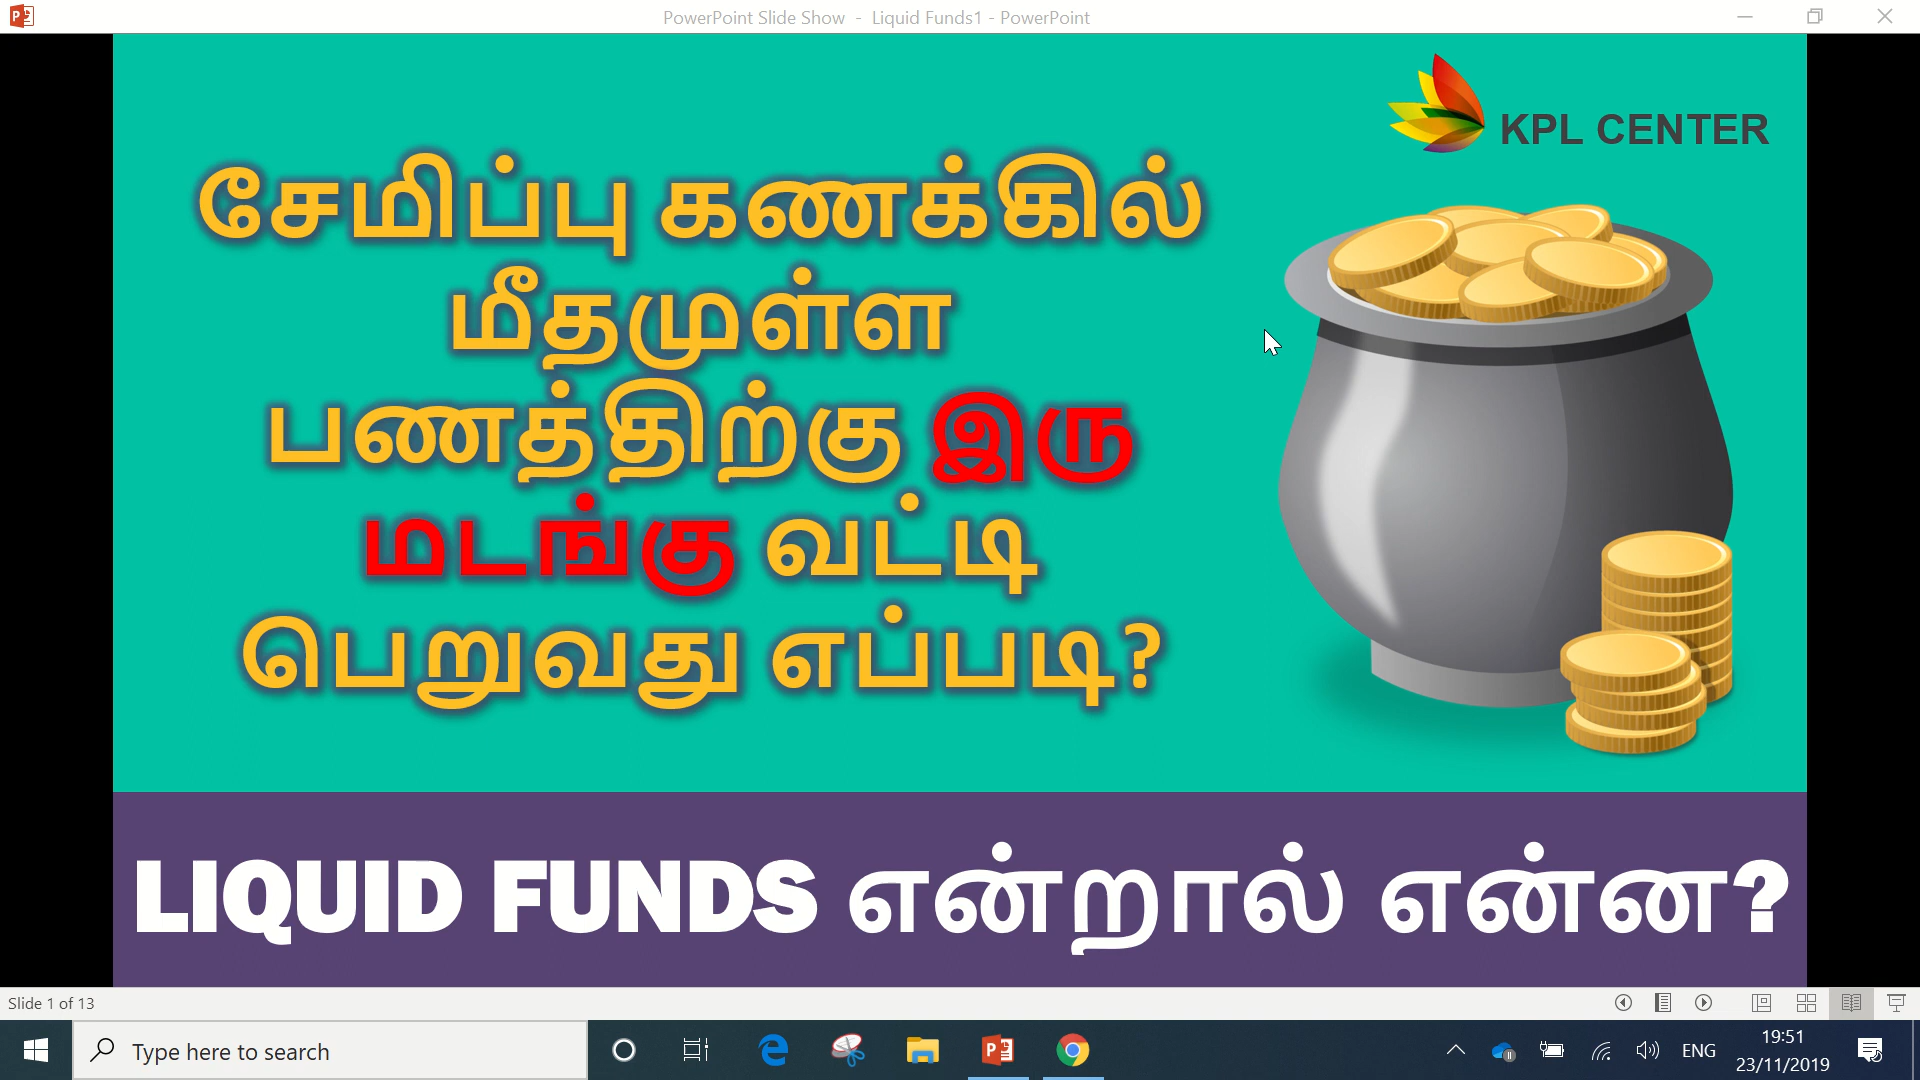 PowerPoint Slide Show - Liquid Funds1 - PowerPoint
KPL CENTER
சேமிப்பு கணக்கில்
மீதமுள்ள
பணத்திற்கு இரு
மடங்கு வட்டி
பெறுவது எப்படி?
LIQUID FUNDS என்றால் என்ன?
Slide 1 of 13
Type here to search
ENG
19:51
23/11/2019